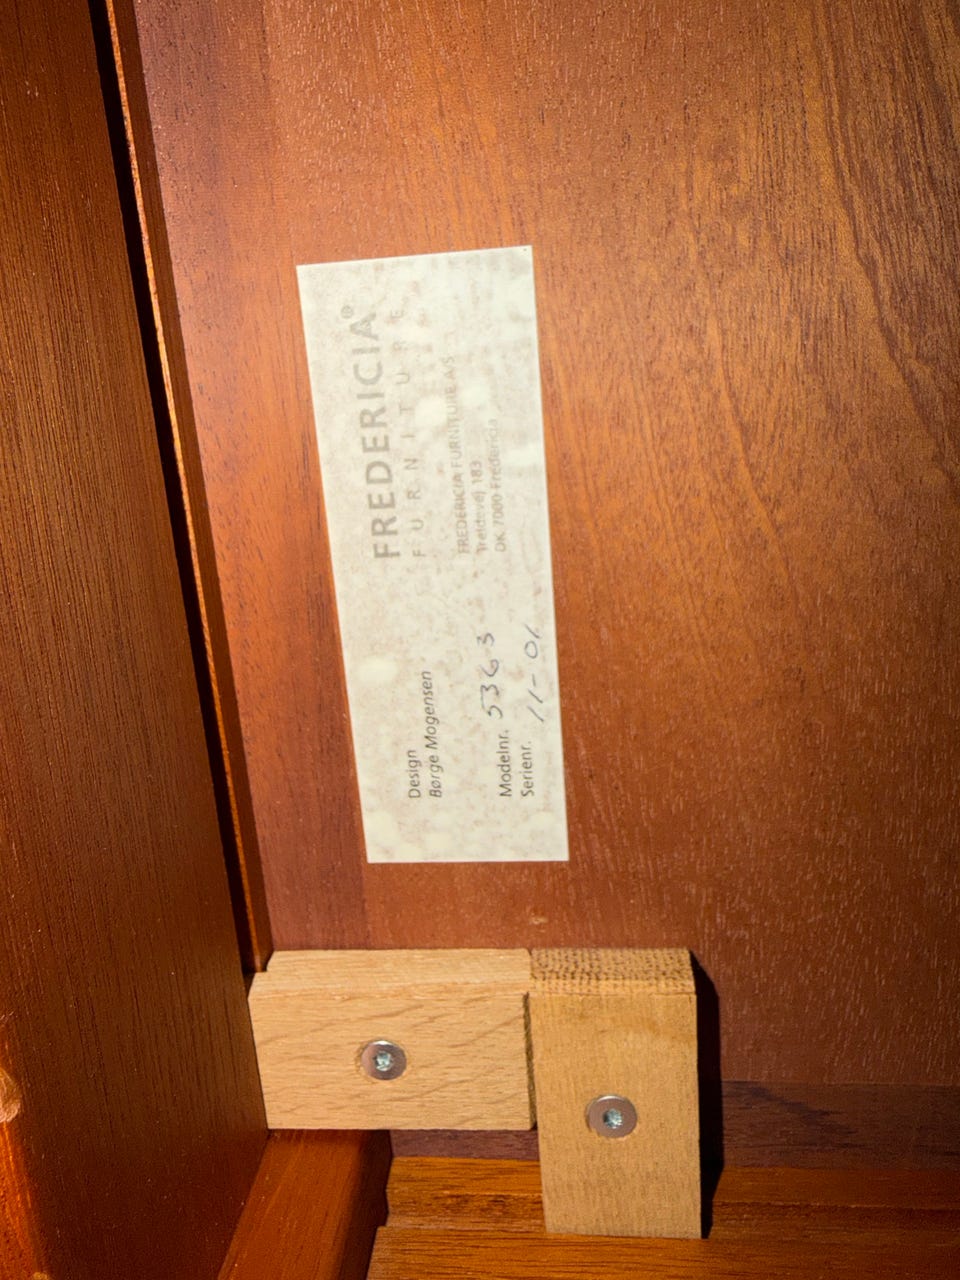 Design
Børge Mogensen
Modelnr. 5363
Serienr. 11-01
FREDERICIA®
FURNITURE
FREDERICIA FURNITURE A/S
Treldevej 183
DK 7000 Fredericia